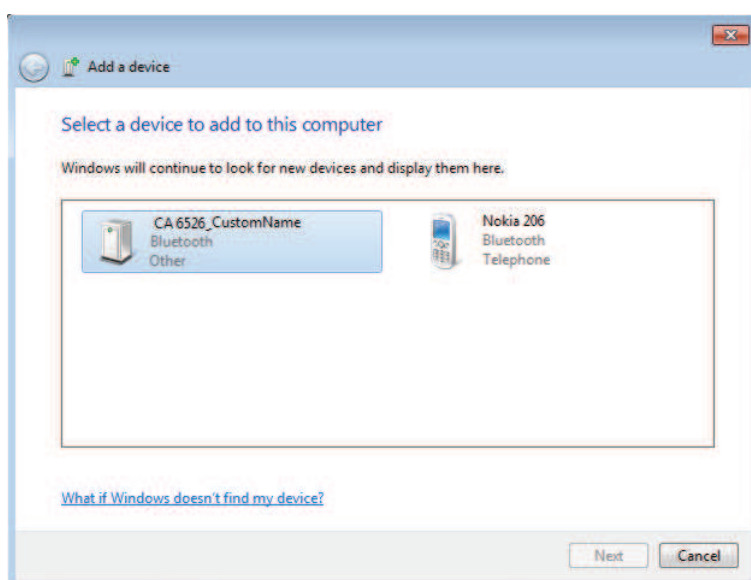 Add a device
Select a device to add to this computer
Windows will continue to look for new devices and display them here.
CA 6526_CustomName
Bluetooth
Other
Nokia 206
Bluetooth
Telephone
What if Windows doesn't find my device?
Next
Cancel